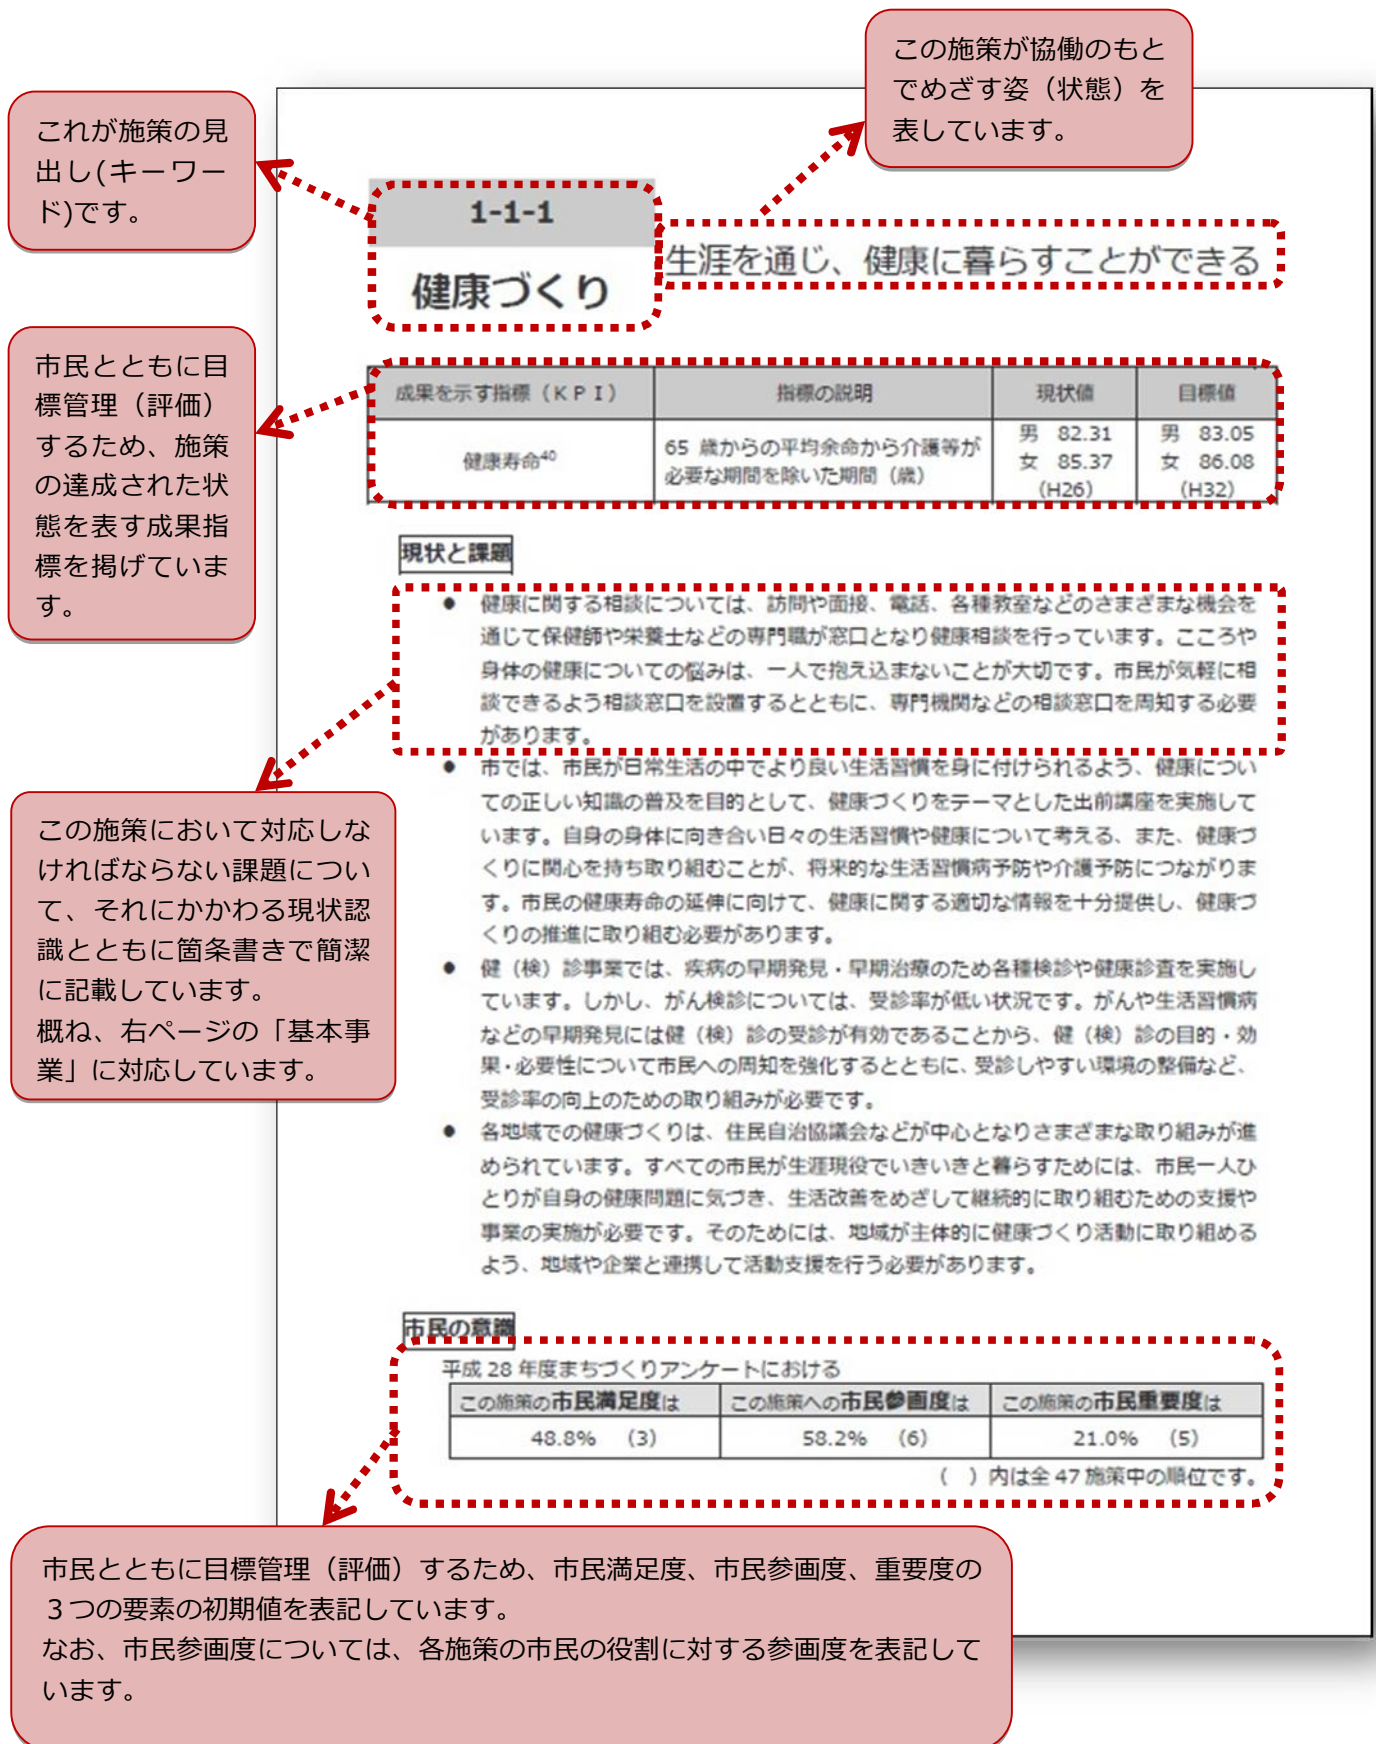 この施策が協働のもと
でめざす姿（状態）を
表しています。
これが施策の見
出し(キーワー
ド)です。
1-1-1
健康づくり
生涯を通じ、健康に暮らすことができる
市民とともに目
標管理（評価）
するため、施策
の達成された状
態を表す成果指
標を掲げていま
す。
成果を示す指標（ＫＰＩ） 指標の説明 現状値 目標値
健康寿命40 65 歳からの平均余命から介護等が必要な期間を除いた期間（歳） 男 82.31 女 85.37 （H26） 男 83.05 女 86.08 （H32）
現状と課題
● 健康に関する相談については、訪問や面接、電話、各種教室などのさまざまな機会を
通じて保健師や栄養士などの専門職が窓口となり健康相談を行っています。こころや
身体の健康についての悩みは、一人で抱え込まないことが大切です。市民が気軽に相
談できるよう相談窓口を設置するとともに、専門機関などの相談窓口を周知する必要
があります。
● 市では、市民が日常生活の中でより良い生活習慣を身に付けられるよう、健康につい
ての正しい知識の普及を目的として、健康づくりをテーマとした出前講座を実施して
います。自身の身体に向き合い日々の生活習慣や健康について考える、また、健康づ
くりに関心を持ち取り組むことが、将来的な生活習慣病予防や介護予防につながりま
す。市民の健康寿命の延伸に向けて、健康に関する適切な情報を十分提供し、健康づ
くりの推進に取り組む必要があります。
● 健（検）診事業では、疾病の早期発見・早期治療のため各種検診や健康診査を実施し
ています。しかし、がん検診については、受診率が低い状況です。がんや生活習慣病
などの早期発見には健（検）診の受診が有効であることから、健（検）診の目的・効
果・必要性について市民への周知を強化するとともに、受診しやすい環境の整備など、
受診率の向上のための取り組みが必要です。
● 各地域での健康づくりは、住民自治協議会などが中心となりさまざまな取り組みが進
められています。すべての市民が生涯現役でいきいきと暮らすためには、市民一人ひ
とりが自身の健康問題に気づき、生活改善をめざして継続的に取り組むための支援や
事業の実施が必要です。そのためには、地域が主体的に健康づくり活動に取り組める
よう、地域や企業と連携して活動支援を行う必要があります。
この施策において対応しな
ければならない課題につい
て、それにかかわる現状認
識とともに箇条書きで簡潔
に記載しています。
概ね、右ページの「基本事
業」に対応しています。
市民の意識
平成 28 年度まちづくりアンケートにおける
この施策の市民満足度は この施策への市民参画度は この施策の市民重要度は
48.8% （3） 58.2% （6） 21.0% （5）
（ ）内は全 47 施策中の順位です。
市民とともに目標管理（評価）するため、市民満足度、市民参画度、重要度の
３つの要素の初期値を表記しています。
なお、市民参画度については、各施策の市民の役割に対する参画度を表記して
います。